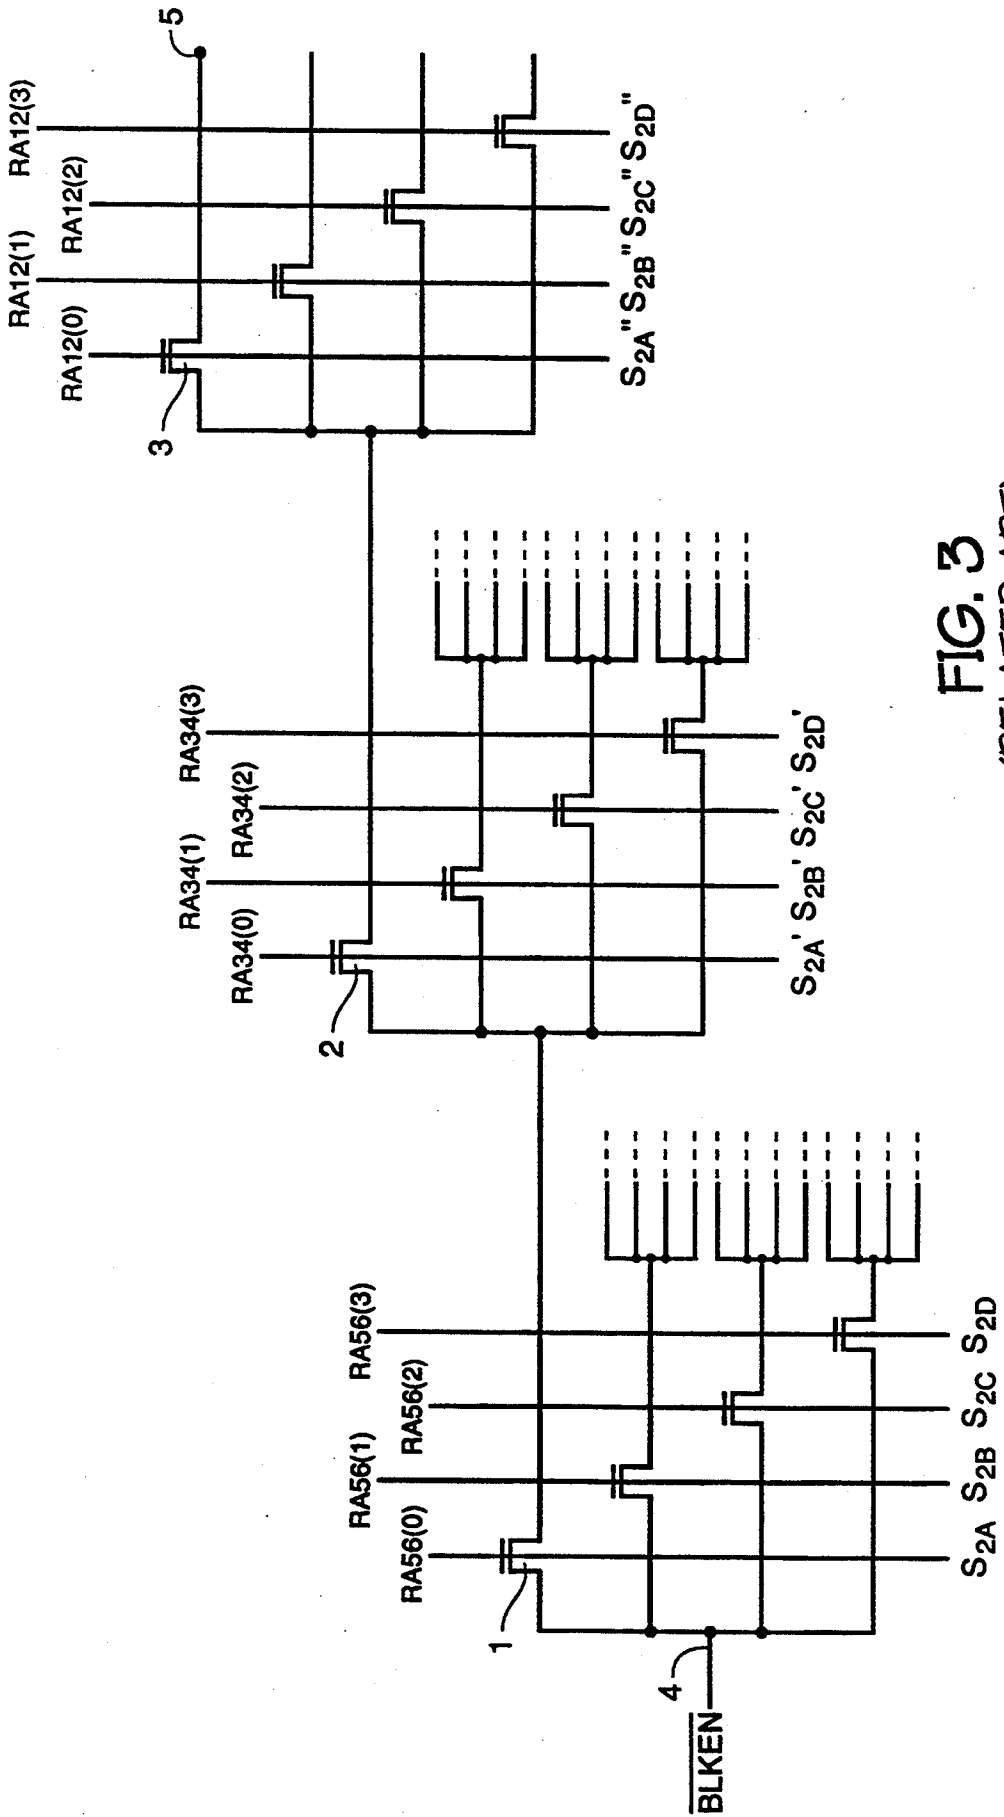 BLKEN
4
1
RA56(0)
RA56(1)
RA56(2)
RA56(3)
S2A S2B S2C S2D
2
RA34(0)
RA34(1)
RA34(2)
RA34(3)
S2A' S2B' S2C' S2D'
3
RA12(0)
RA12(1)
RA12(2)
RA12(3)
S2A" S2B" S2C" S2D"
5
FIG. 3